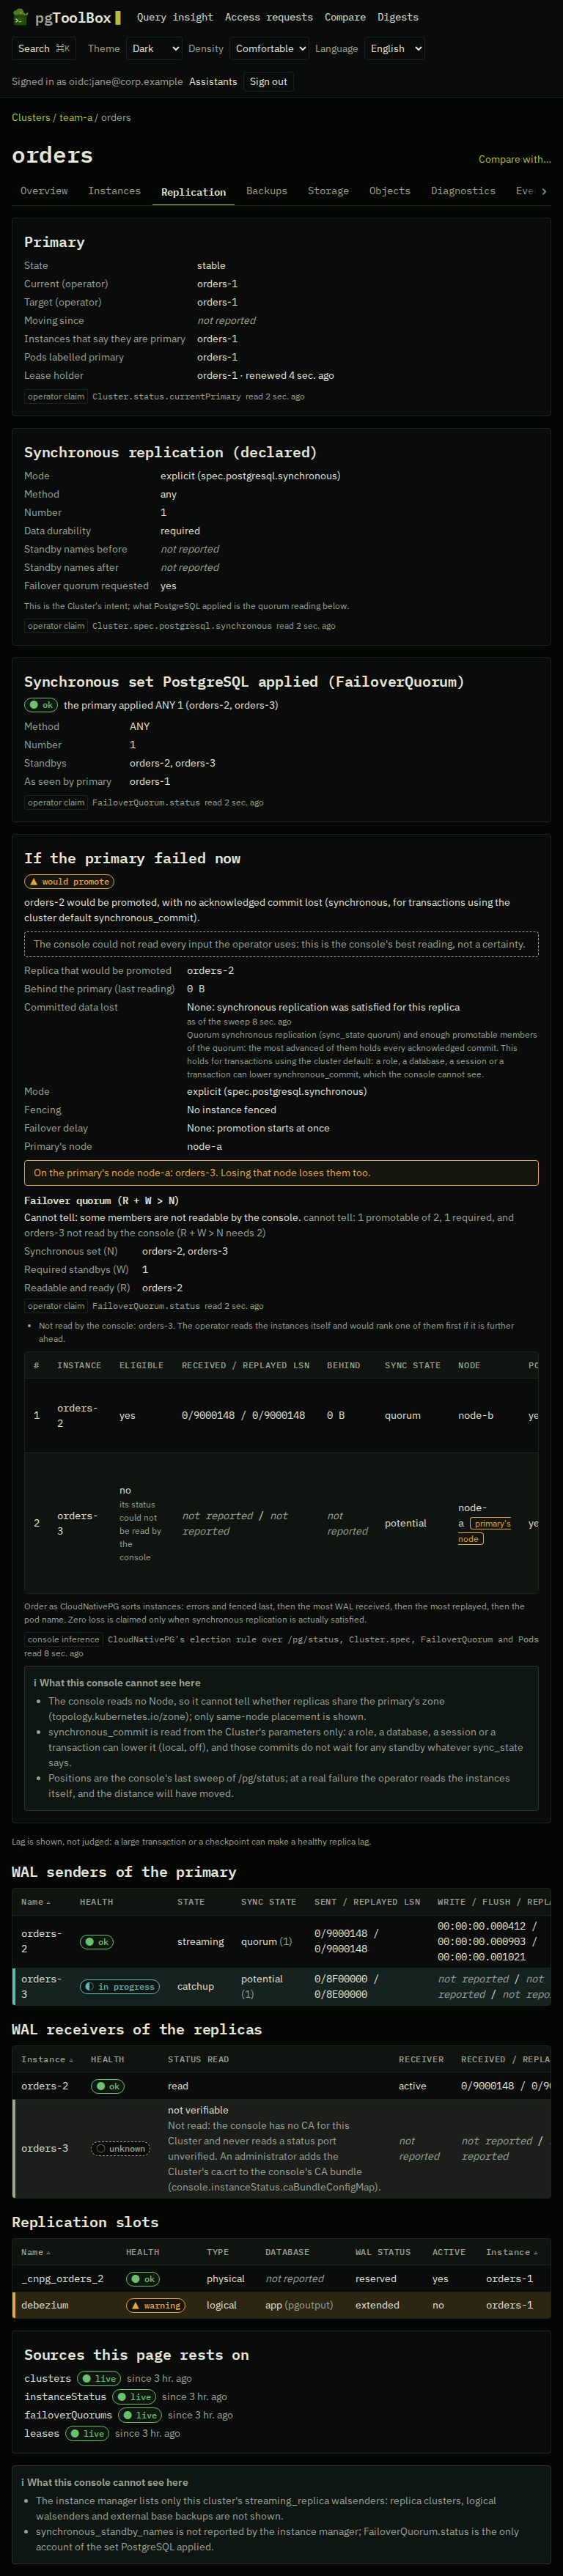 pgToolBox
Query insight Access requests Compare Digests
Search ⌘K Theme Dark Density Comfortable Language English
Signed in as oidc:jane@corp.example Assistants Sign out
Clusters / team-a / orders
orders
Compare with...
Overview Instances Replication Backups Storage Objects Diagnostics
Primary
State stable
Current (operator) orders-1
Target (operator) orders-1
Moving since not reported
Instances that say they are primary orders-1
Pods labelled primary orders-1
Lease holder orders-1 · renewed 4 sec. ago
operator claim Cluster.status.currentPrimary read 2 sec. ago
Synchronous replication (declared)
Mode explicit (spec.postgresql.synchronous)
Method any
Number 1
Data durability required
Standby names before not reported
Standby names after not reported
Failover quorum requested yes
This is the Cluster's intent; what PostgreSQL applied is the quorum reading below.
operator claim Cluster.spec.postgresql.synchronous read 2 sec. ago
Synchronous set PostgreSQL applied (FailoverQuorum)
ok the primary applied ANY 1 (orders-2, orders-3)
Method ANY
Number 1
Standbys orders-2, orders-3
As seen by primary orders-1
operator claim FailoverQuorum.status read 2 sec. ago
If the primary failed now
would promote
orders-2 would be promoted, with no acknowledged commit lost (synchronous, for transactions using the
cluster default synchronous_commit).
The console could not read every input the operator uses: this is the console's best reading, not a certainty.
Replica that would be promoted orders-2
Behind the primary (last reading) 0 B
Committed data lost None: synchronous replication was satisfied for this replica
as of the sweep 8 sec. ago
Quorum synchronous replication (sync_state quorum) and enough promotable members
of the quorum: the most advanced of them holds every acknowledged commit. This
holds for transactions using the cluster default: a role, a database, a session or a
transaction can lower synchronous_commit, which the console cannot see.
Mode explicit (spec.postgresql.synchronous)
Fencing No instance fenced
Failover delay None: promotion starts at once
Primary's node node-a
On the primary's node node-a: orders-3. Losing that node loses them too.
Failover quorum (R + W > N)
Cannot tell: some members are not readable by the console. cannot tell: 1 promotable of 2, 1 required, and
orders-3 not read by the console (R + W > N needs 2)
Synchronous set (N) orders-2, orders-3
Required standbys (W) 1
Readable and ready (R) orders-2
operator claim FailoverQuorum.status read 2 sec. ago
• Not read by the console: orders-3. The operator reads the instances itself and would rank one of them first if it is further
ahead.
# INSTANCE ELIGIBLE RECEIVED / REPLAYED LSN BEHIND SYNC STATE NODE
1 orders-2 yes 0/9000148 / 0/9000148 0 B quorum node-b
2 orders-3 no its status could not be read by the console not reported / not reported not reported potential node-a primary's node
Order as CloudNativePG sorts instances: errors and fenced last, then the most WAL received, then the most replayed, then the
pod name. Zero loss is claimed only when synchronous replication is actually satisfied.
console inference CloudNativePG's election rule over /pg/status, Cluster.spec, FailoverQuorum and Pods
read 8 sec. ago
i What this console cannot see here
• The console reads no Node, so it cannot tell whether replicas share the primary's zone
(topology.kubernetes.io/zone); only same-node placement is shown.
• synchronous_commit is read from the Cluster's parameters only: a role, a database, a session or a
transaction can lower it (local, off), and those commits do not wait for any standby whatever sync_state
says.
• Positions are the console's last sweep of /pg/status; at a real failure the operator reads the instances
itself, and the distance will have moved.
Lag is shown, not judged: a large transaction or a checkpoint can make a healthy replica lag.
WAL senders of the primary
Name HEALTH STATE SYNC STATE SENT / REPLAYED LSN WRITE / FLUSH /
orders-2 ok streaming quorum (1) 0/9000148 / 0/9000148 00:00:00.000412 / 00:00:00.000903 / 00:00:00.001021
orders-3 in progress catchup potential (1) 0/8F00000 / 0/8E00000 not reported / not reported / not
WAL receivers of the replicas
Instance HEALTH STATUS READ RECEIVER RECEIVED /
orders-2 ok read active 0/9000148 /
orders-3 unknown not verifiable
Not read: the console has no CA for this
Cluster and never reads a status port
unverified. An administrator adds the
Cluster's ca.crt to the console's CA bundle
(console.instanceStatus.caBundleConfigMap).
not reported not reported / reported
Replication slots
Name HEALTH TYPE DATABASE WAL STATUS ACTIVE Instance
_cnpg_orders_2 ok physical not reported reserved yes orders-1
debezium warning logical app (pgoutput) extended no orders-1
Sources this page rests on
clusters live since 3 hr. ago
instanceStatus live since 3 hr. ago
failoverQuorums live since 3 hr. ago
leases live since 3 hr. ago
i What this console cannot see here
• The instance manager lists only this cluster's streaming_replica walsenders: replica clusters, logical
walsenders and external base backups are not shown.
• synchronous_standby_names is not reported by the instance manager; FailoverQuorum.status is the only
account of the set PostgreSQL applied.